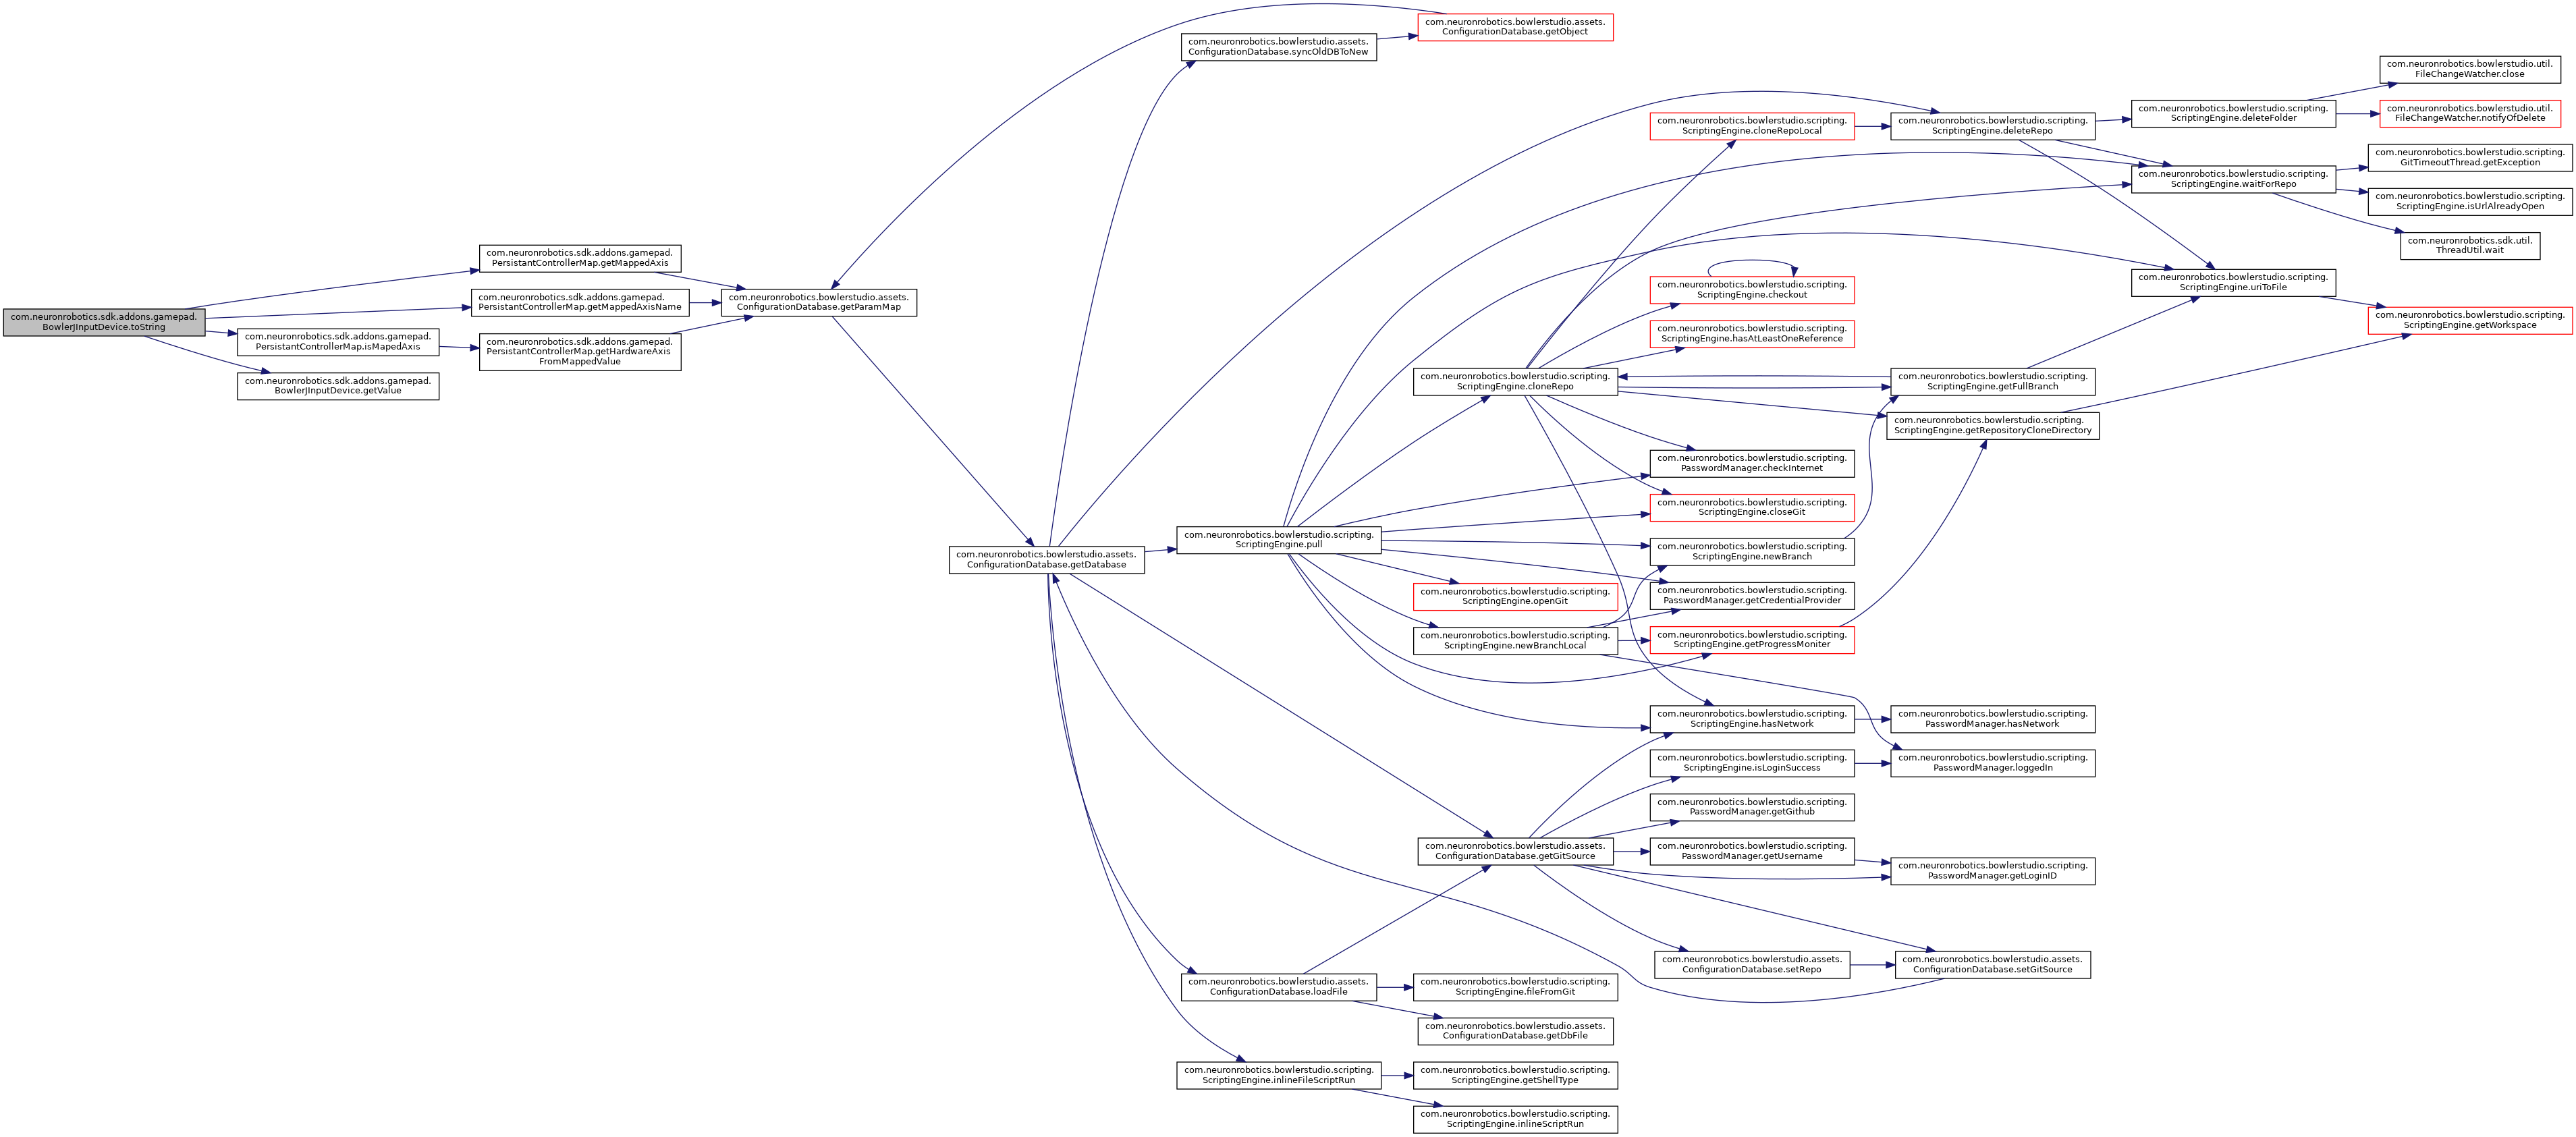 com.neuronrobotics.sdk.addons.gamepad.
BowlerJInputDevice.toString
com.neuronrobotics.sdk.addons.gamepad.
PersistantControllerMap.getMappedAxis
com.neuronrobotics.sdk.addons.gamepad.
PersistantControllerMap.getMappedAxisName
com.neuronrobotics.sdk.addons.gamepad.
PersistantControllerMap.isMapedAxis
com.neuronrobotics.sdk.addons.gamepad.
PersistantControllerMap.getHardwareAxis
FromMappedValue
com.neuronrobotics.sdk.addons.gamepad.
BowlerJInputDevice.getValue
com.neuronrobotics.bowlerstudio.assets.
ConfigurationDatabase.getParamMap
com.neuronrobotics.bowlerstudio.assets.
ConfigurationDatabase.getDatabase
com.neuronrobotics.bowlerstudio.assets.
ConfigurationDatabase.syncOldDBToNew
com.neuronrobotics.bowlerstudio.assets.
ConfigurationDatabase.getObject
com.neuronrobotics.bowlerstudio.scripting.
ScriptingEngine.pull
com.neuronrobotics.bowlerstudio.assets.
ConfigurationDatabase.loadFile
com.neuronrobotics.bowlerstudio.scripting.
ScriptingEngine.inlineFileScriptRun
com.neuronrobotics.bowlerstudio.scripting.
ScriptingEngine.cloneRepo
com.neuronrobotics.bowlerstudio.scripting.
ScriptingEngine.openGit
com.neuronrobotics.bowlerstudio.scripting.
ScriptingEngine.newBranchLocal
com.neuronrobotics.bowlerstudio.assets.
ConfigurationDatabase.getGitSource
com.neuronrobotics.bowlerstudio.scripting.
ScriptingEngine.fileFromGit
com.neuronrobotics.bowlerstudio.assets.
ConfigurationDatabase.getDbFile
com.neuronrobotics.bowlerstudio.scripting.
ScriptingEngine.getShellType
com.neuronrobotics.bowlerstudio.scripting.
ScriptingEngine.inlineScriptRun
com.neuronrobotics.bowlerstudio.scripting.
ScriptingEngine.cloneRepoLocal
com.neuronrobotics.bowlerstudio.scripting.
ScriptingEngine.checkout
com.neuronrobotics.bowlerstudio.scripting.
ScriptingEngine.hasAtLeastOneReference
com.neuronrobotics.bowlerstudio.scripting.
PasswordManager.checkInternet
com.neuronrobotics.bowlerstudio.scripting.
ScriptingEngine.closeGit
com.neuronrobotics.bowlerstudio.scripting.
ScriptingEngine.newBranch
com.neuronrobotics.bowlerstudio.scripting.
PasswordManager.getCredentialProvider
com.neuronrobotics.bowlerstudio.scripting.
ScriptingEngine.getProgressMoniter
com.neuronrobotics.bowlerstudio.scripting.
ScriptingEngine.hasNetwork
com.neuronrobotics.bowlerstudio.scripting.
ScriptingEngine.isLoginSuccess
com.neuronrobotics.bowlerstudio.scripting.
PasswordManager.getGithub
com.neuronrobotics.bowlerstudio.scripting.
PasswordManager.getUsername
com.neuronrobotics.bowlerstudio.assets.
ConfigurationDatabase.setRepo
com.neuronrobotics.bowlerstudio.scripting.
ScriptingEngine.deleteRepo
com.neuronrobotics.bowlerstudio.scripting.
ScriptingEngine.getFullBranch
com.neuronrobotics.bowlerstudio.scripting.
ScriptingEngine.getRepositoryCloneDirectory
com.neuronrobotics.bowlerstudio.scripting.
PasswordManager.hasNetwork
com.neuronrobotics.bowlerstudio.scripting.
PasswordManager.loggedIn
com.neuronrobotics.bowlerstudio.scripting.
PasswordManager.getLoginID
com.neuronrobotics.bowlerstudio.assets.
ConfigurationDatabase.setGitSource
com.neuronrobotics.bowlerstudio.scripting.
ScriptingEngine.deleteFolder
com.neuronrobotics.bowlerstudio.scripting.
ScriptingEngine.waitForRepo
com.neuronrobotics.bowlerstudio.scripting.
ScriptingEngine.uriToFile
com.neuronrobotics.bowlerstudio.util.
FileChangeWatcher.close
com.neuronrobotics.bowlerstudio.util.
FileChangeWatcher.notifyOfDelete
com.neuronrobotics.bowlerstudio.scripting.
GitTimeoutThread.getException
com.neuronrobotics.bowlerstudio.scripting.
ScriptingEngine.isUrlAlreadyOpen
com.neuronrobotics.sdk.util.
ThreadUtil.wait
com.neuronrobotics.bowlerstudio.scripting.
ScriptingEngine.getWorkspace